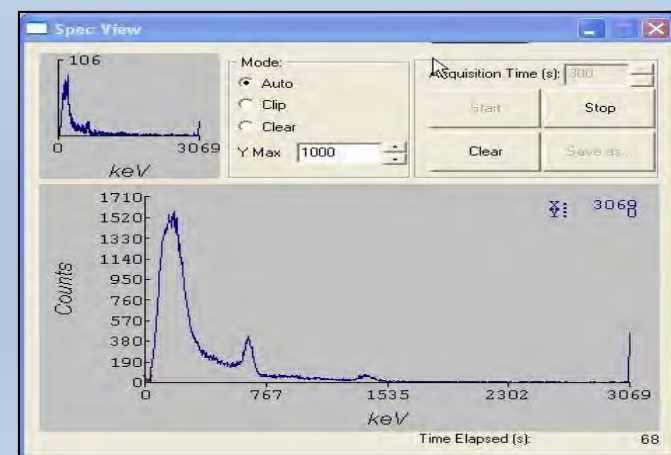 Spec View
106
0
3069
keV
Mode:
Auto
Clip
Clear
Y Max
1000
Acquisition Time (s):
300
Start
Stop
Clear
Save as...
1710
1520
1330
1140
950
760
570
380
190
0
Counts
X: 3069
Y: 0
0
767
1535
2302
3069
keV
Time Elapsed (s): 68